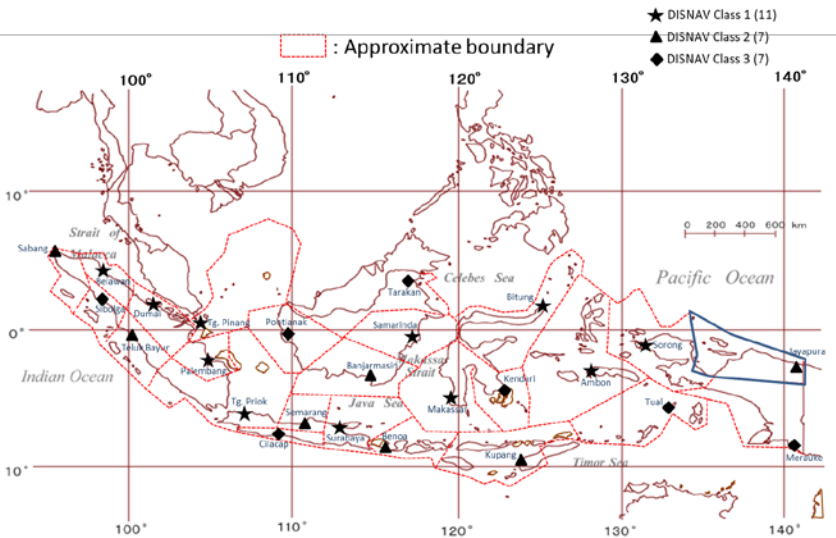 ★ DISNAV Class 1 (11)
▲ DISNAV Class 2 (7)
◆ DISNAV Class 3 (7)
: Approximate boundary
100° 110° 120° 130° 140°
10°
0 200 400 600 km
Strait of
Malacca
Sabang
Belawan
Celebes Sea
Pacific Ocean
Tarakan
Sibolga
Dumai
Bitung
Tg. Pinang
Pontianak
Samarinda
0°
Teluk Bayur
Sorong
Jayapura
Palembang
Makassar
Strait
Banjarmasin
Indian Ocean
Kendari
Ambon
Tg. Priok
Java Sea
Makassar
Tual
Semarang
Cilacap
Surabaya
Benoa
Kupang
Timor Sea
Merauke
10°
100° 110° 120° 130° 140°